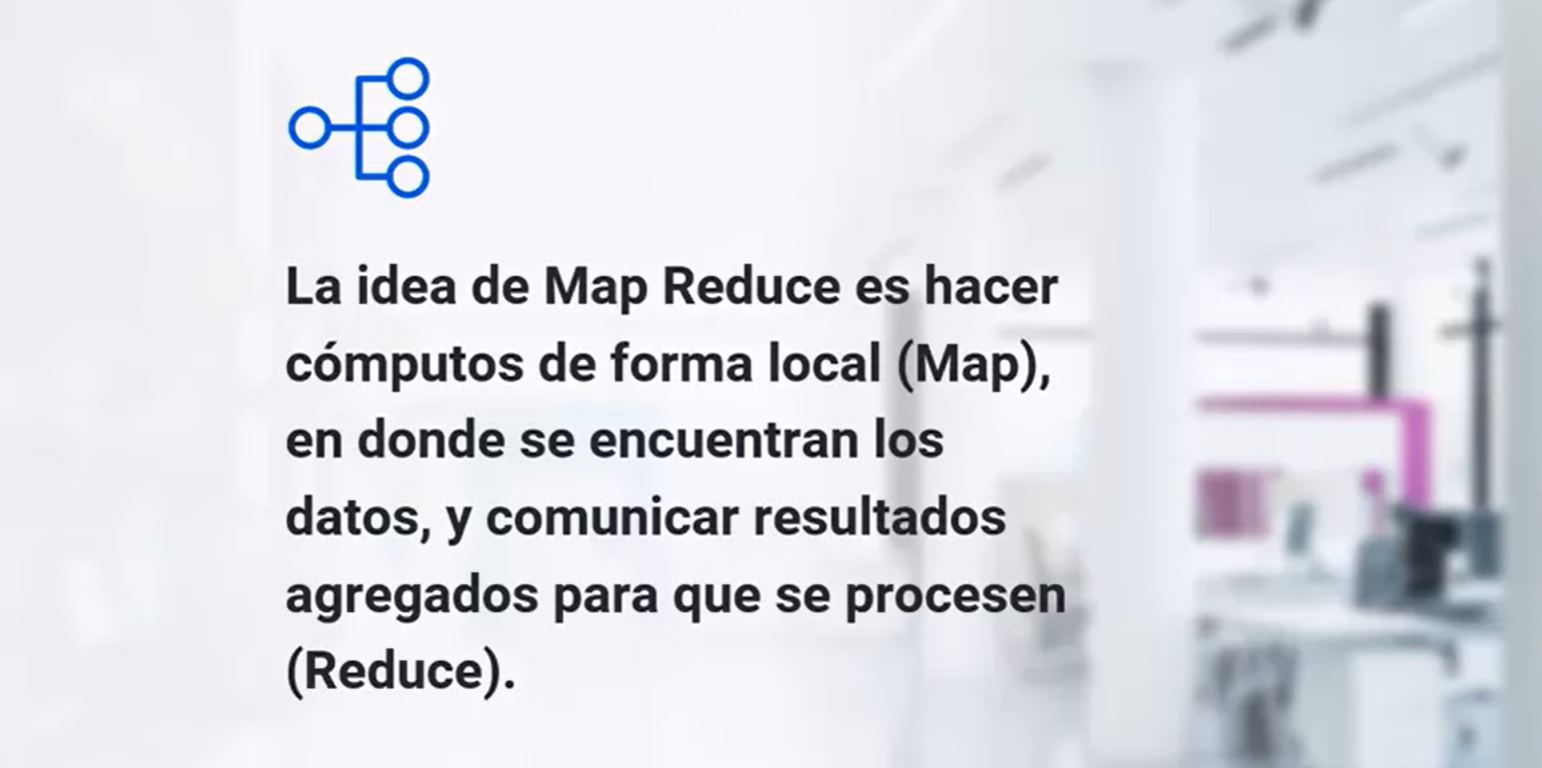 La idea de Map Reduce es hacer
cómputos de forma local (Map),
en donde se encuentran los
datos, y comunicar resultados
agregados para que se procesen
(Reduce).